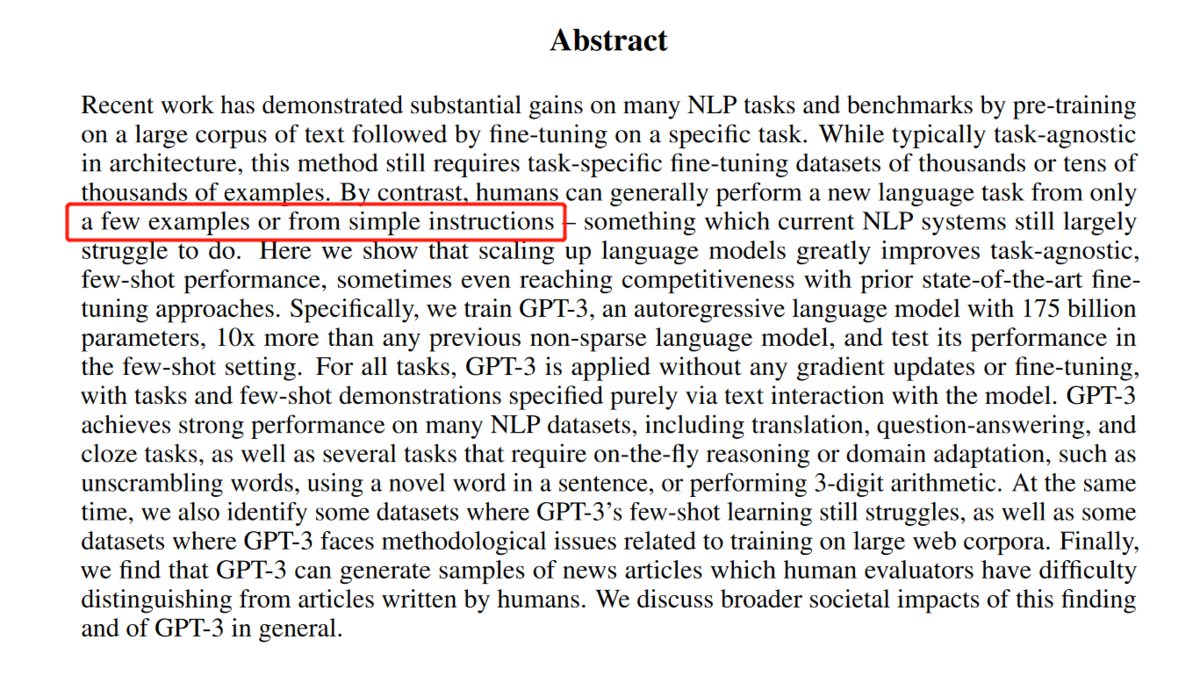 Abstract
Recent work has demonstrated substantial gains on many NLP tasks and benchmarks by pre-training
on a large corpus of text followed by fine-tuning on a specific task. While typically task-agnostic
in architecture, this method still requires task-specific fine-tuning datasets of thousands or tens of
thousands of examples. By contrast, humans can generally perform a new language task from only
a few examples or from simple instructions – something which current NLP systems still largely
struggle to do. Here we show that scaling up language models greatly improves task-agnostic,
few-shot performance, sometimes even reaching competitiveness with prior state-of-the-art fine-
tuning approaches. Specifically, we train GPT-3, an autoregressive language model with 175 billion
parameters, 10x more than any previous non-sparse language model, and test its performance in
the few-shot setting. For all tasks, GPT-3 is applied without any gradient updates or fine-tuning,
with tasks and few-shot demonstrations specified purely via text interaction with the model. GPT-3
achieves strong performance on many NLP datasets, including translation, question-answering, and
cloze tasks, as well as several tasks that require on-the-fly reasoning or domain adaptation, such as
unscrambling words, using a novel word in a sentence, or performing 3-digit arithmetic. At the same
time, we also identify some datasets where GPT-3's few-shot learning still struggles, as well as some
datasets where GPT-3 faces methodological issues related to training on large web corpora. Finally,
we find that GPT-3 can generate samples of news articles which human evaluators have difficulty
distinguishing from articles written by humans. We discuss broader societal impacts of this finding
and of GPT-3 in general.